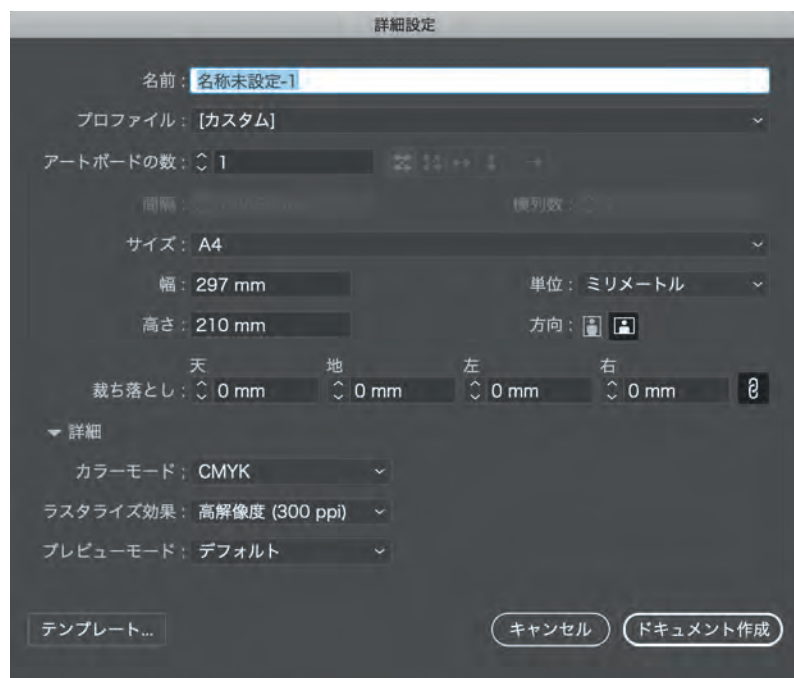 詳細設定
名前 : 名称未設定-1
プロファイル : [カスタム]
アートボードの数 : 1
間隔 :
横列数 :
サイズ : A4
幅 : 297 mm
単位 : ミリメートル
高さ : 210 mm
方向 :
天 地 左 右
裁ち落とし : 0 mm 0 mm 0 mm 0 mm
詳細
カラーモード : CMYK
ラスタライズ効果 : 高解像度 (300 ppi)
プレビューモード : デフォルト
テンプレート...
キャンセル
ドキュメント作成